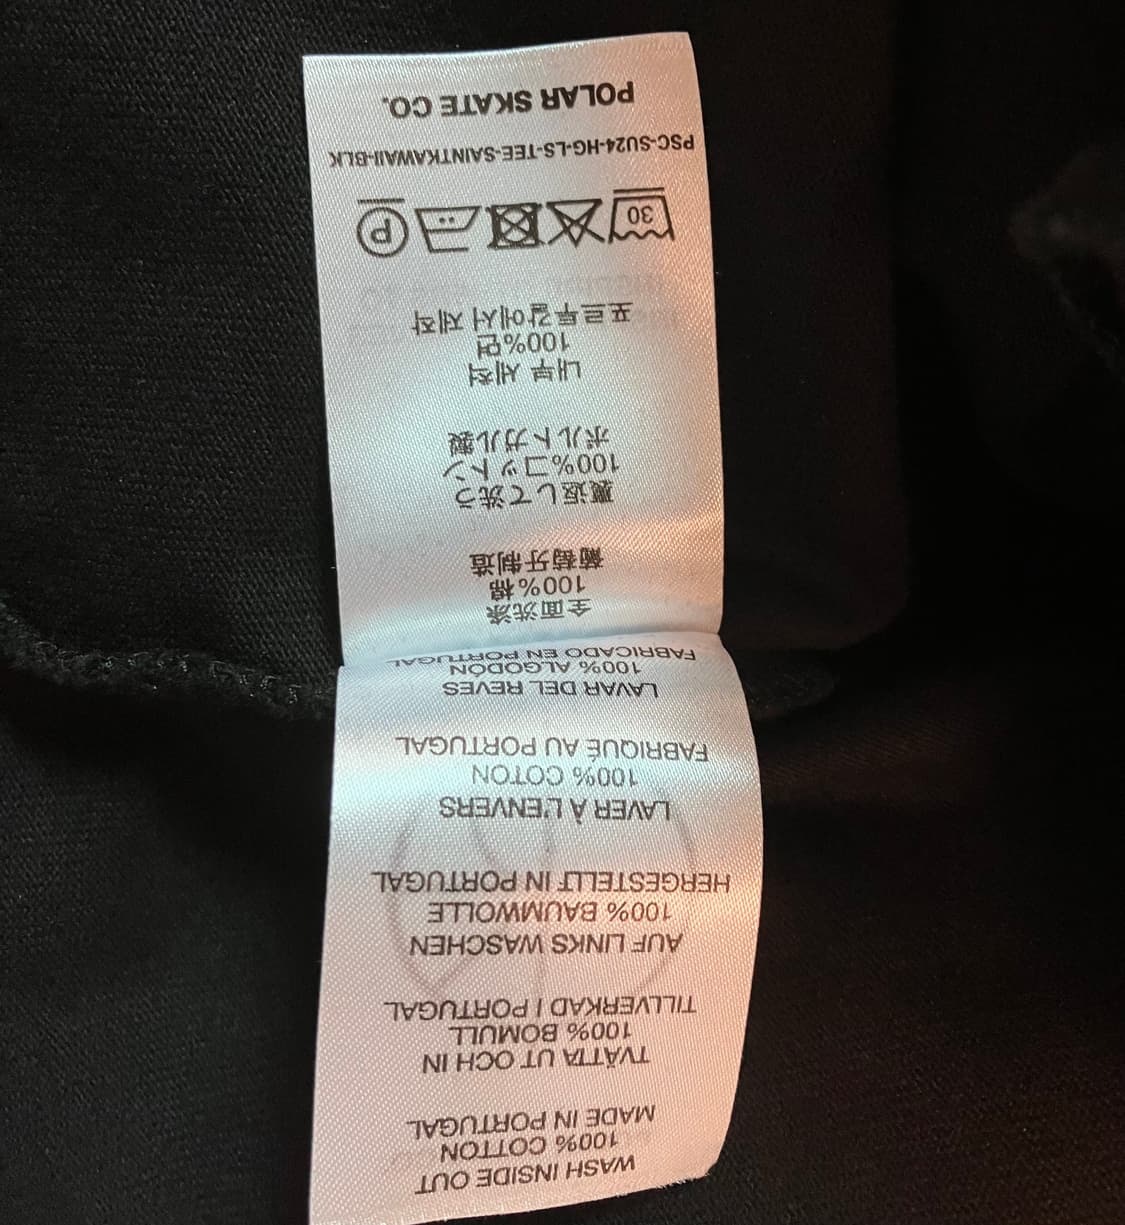 WASH INSIDE OUT
100% COTTON
MADE IN PORTUGAL
TVÄTTA UT OCH IN
100% BOMULL
TILLVERKAD I PORTUGAL
AUF LINKS WASCHEN
100% BAUMWOLLE
HERGESTELLT IN PORTUGAL
LAVER À L'ENVERS
100% COTON
FABRIQUÉ AU PORTUGAL
LAVAR DEL REVES
100% ALGODÓN
FABRICADO EN PORTUGAL
全面洗涤
100%棉
葡萄牙制造
裏返して洗う
100%コットン
ポルトガル製
내부 세척
100%면
포르투갈에서 제작
30
P
PSC-SU24-HG-LS-TEE-SAINTKAWAII-BLK
POLAR SKATE CO.